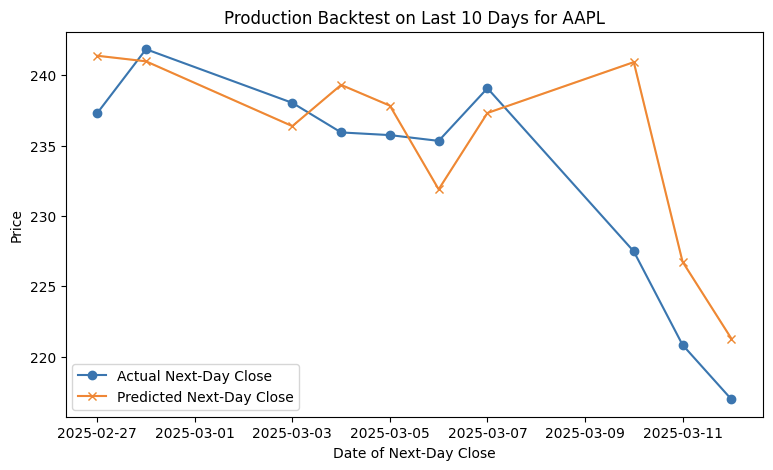 Production Backtest on Last 10 Days for AAPL
240
235
230
225
220
Price
Actual Next-Day Close
Predicted Next-Day Close
2025-02-27 2025-03-01 2025-03-03 2025-03-05 2025-03-07 2025-03-09 2025-03-11
Date of Next-Day Close